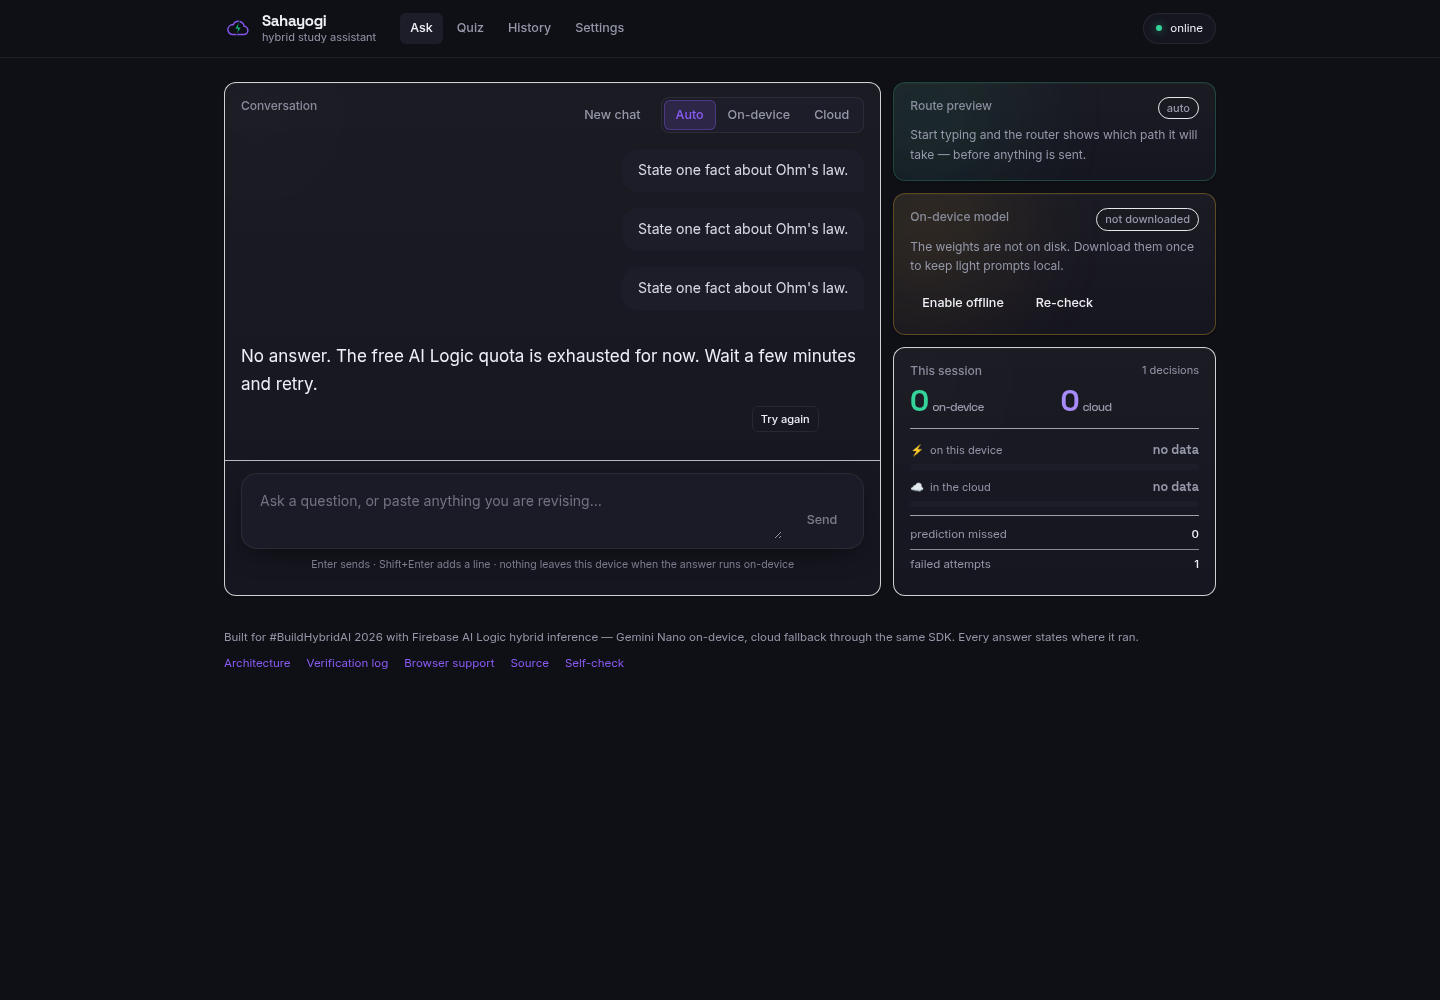 Sahayogi
hybrid study assistant
Ask
Quiz
History
Settings
online
Conversation
New chat
Auto
On-device
Cloud
State one fact about Ohm's law.
State one fact about Ohm's law.
State one fact about Ohm's law.
No answer. The free AI Logic quota is exhausted for now. Wait a few minutes
and retry.
Try again
Ask a question, or paste anything you are revising...
Send
Enter sends · Shift+Enter adds a line · nothing leaves this device when the answer runs on-device
Route preview
auto
Start typing and the router shows which path it will
take — before anything is sent.
On-device model
not downloaded
The weights are not on disk. Download them once
to keep light prompts local.
Enable offline
Re-check
This session
1 decisions
0 on-device
0 cloud
⚡ on this device
no data
☁️ in the cloud
no data
prediction missed
0
failed attempts
1
Built for #BuildHybridAI 2026 with Firebase AI Logic hybrid inference — Gemini Nano on-device, cloud fallback through the same SDK. Every answer states where it ran.
Architecture
Verification log
Browser support
Source
Self-check